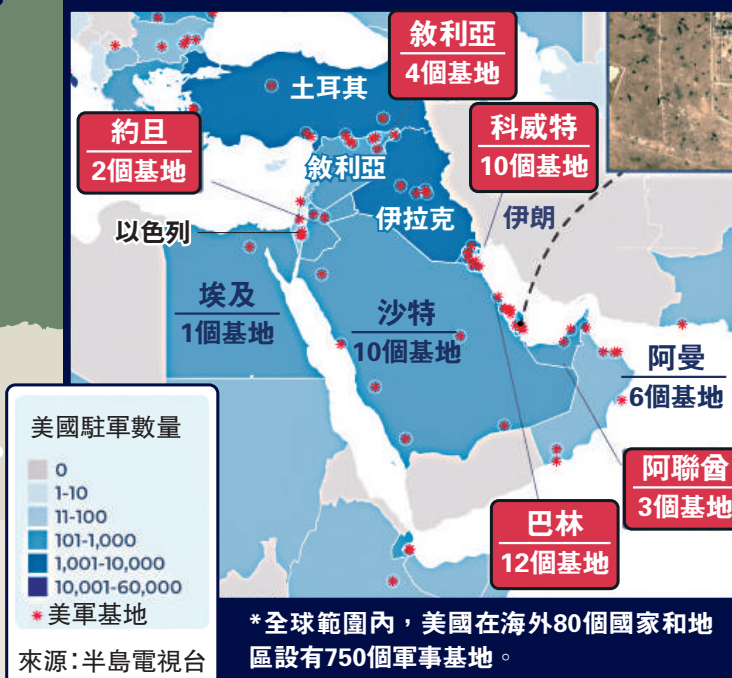 敘利亞
4個基地
土耳其
約旦
2個基地
科威特
10個基地
敘利亞
伊拉克
伊朗
以色列
埃及
1個基地
沙特
10個基地
阿曼
6個基地
阿聯酋
3個基地
巴林
12個基地
美國駐軍數量
0
1-10
11-100
101-1,000
1,001-10,000
10,001-60,000
*美軍基地
來源:半島電視台
*全球範圍內，美國在海外80個國家和地
區設有750個軍事基地。